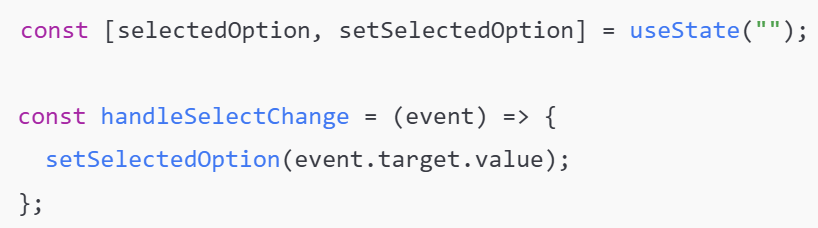 const [selectedOption, setSelectedOption] = useState("");
const handleSelectChange = (event) => {
  setSelectedOption(event.target.value);
};